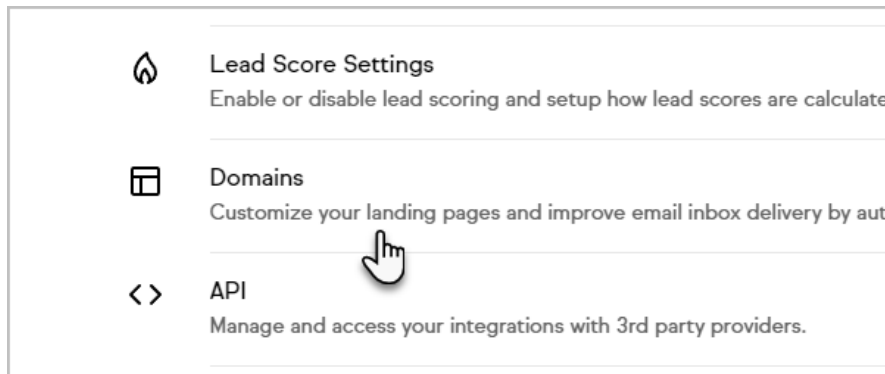 Lead Score Settings
Enable or disable lead scoring and setup how lead scores are calculate
Domains
Customize your landing pages and improve email inbox delivery by aut
API
Manage and access your integrations with 3rd party providers.